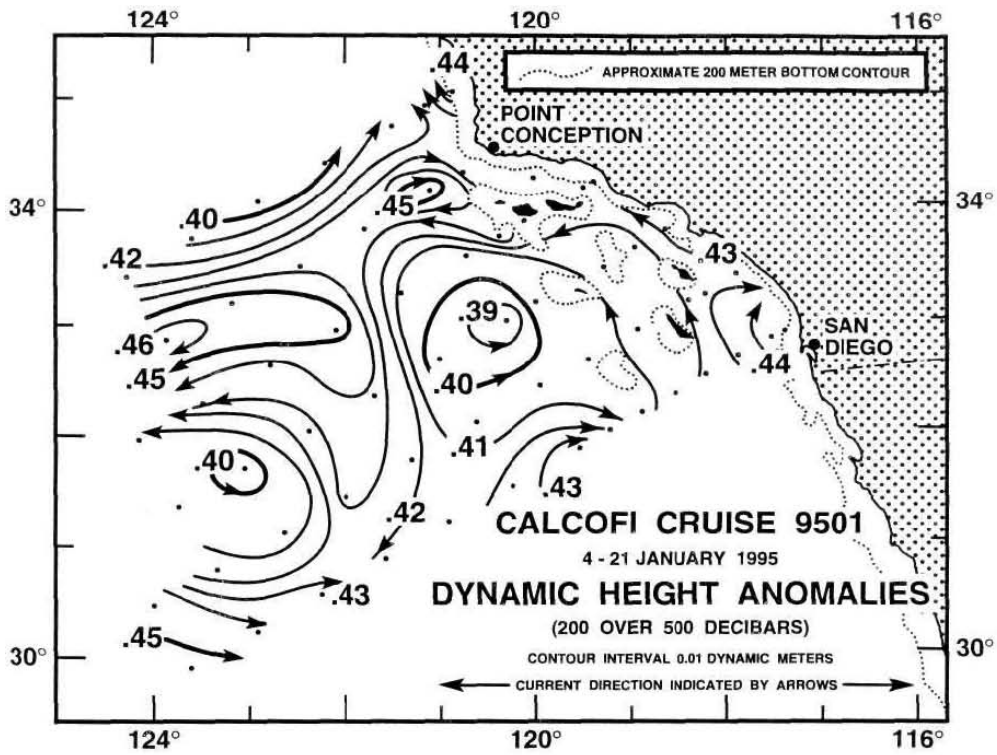 124° 120° 116°
.44
APPROXIMATE 200 METER BOTTOM CONTOUR
POINT
CONCEPTION
34° .40 .45 34°
.42 .43
.39
.46 SAN
DIEGO
.45 .40 .44
.41
.40 .43
.42
CALCOFI CRUISE 9501
4 - 21 JANUARY 1995
.43 DYNAMIC HEIGHT ANOMALIES
(200 OVER 500 DECIBARS)
.45
30° CONTOUR INTERVAL 0.01 DYNAMIC METERS 30°
CURRENT DIRECTION INDICATED BY ARROWS
124° 120° 116°